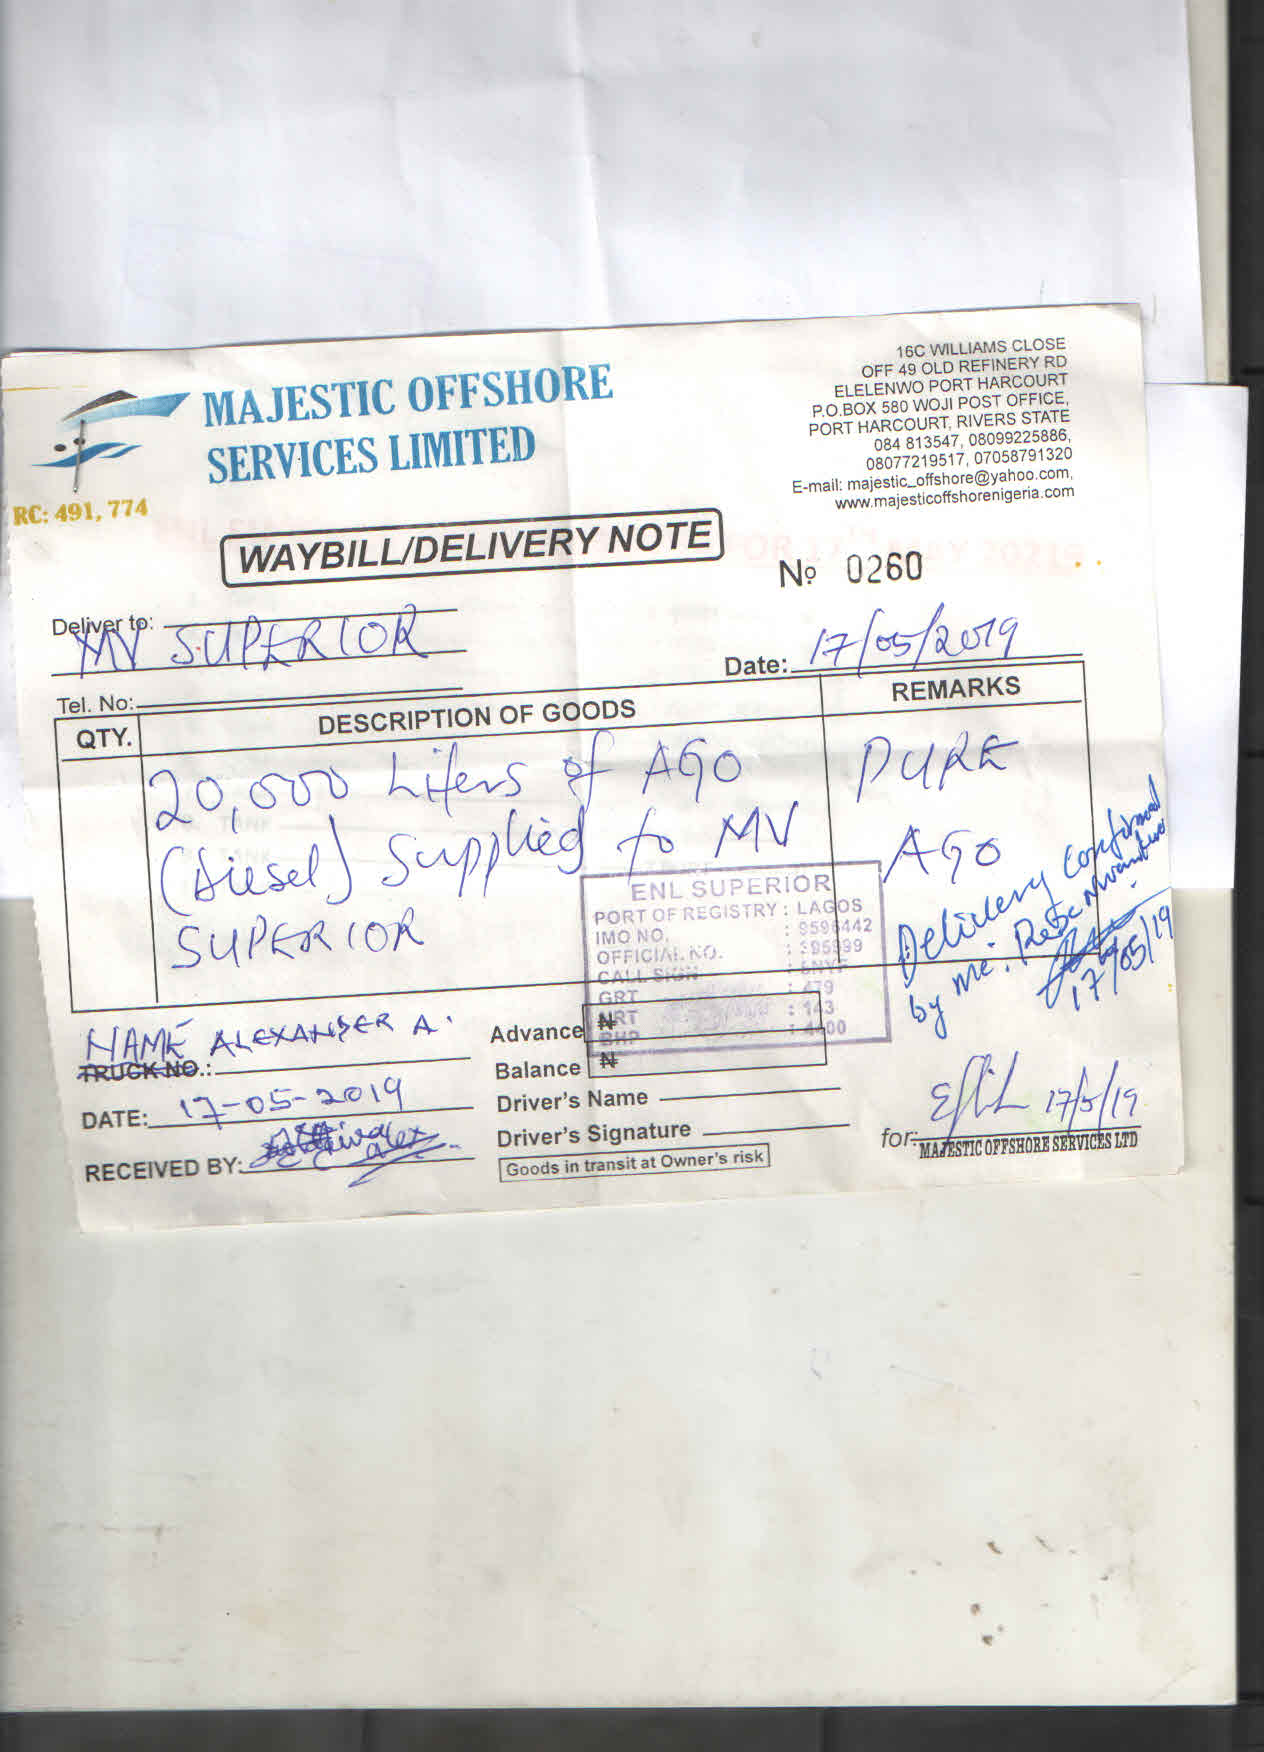 MAJESTIC OFFSHORE
SERVICES LIMITED
RC: 491, 774
16C WILLIAMS CLOSE
OFF 49 OLD REFINERY RD
ELELENWO PORT HARCOURT
P.O.BOX 580 WOJI POST OFFICE,
PORT HARCOURT, RIVERS STATE
084 813547, 08099225886,
08077219517, 07058791320
E-mail: majestic_offshore@yahoo.com,
www.majesticoffshorenigeria.com
WAYBILL/DELIVERY NOTE
No 0260
Deliver to:
MV SUPERIOR
Date: 17/05/2019
Tel. No:
QTY. DESCRIPTION OF GOODS REMARKS
20,000 Liters of AGO PURE
(Diesel) Supplied to MV AGO
SUPERIOR
ENL SUPERIOR
PORT OF REGISTRY : LAGOS
IMO NO. : 9596442
OFFICIAL NO.
CALL SIGN
GRT : 479
NRT : 143
BHP : 4400
Delivery confirmed
by me:
17/05/19
NAME ALEXANDER A.
TRUCK NO.:
DATE: 17-05-2019
RECEIVED BY:
Advance ₦
Balance ₦
Driver's Name
Driver's Signature
Goods in transit at Owner's risk
17/5/19
for: MAJESTIC OFFSHORE SERVICES LTD